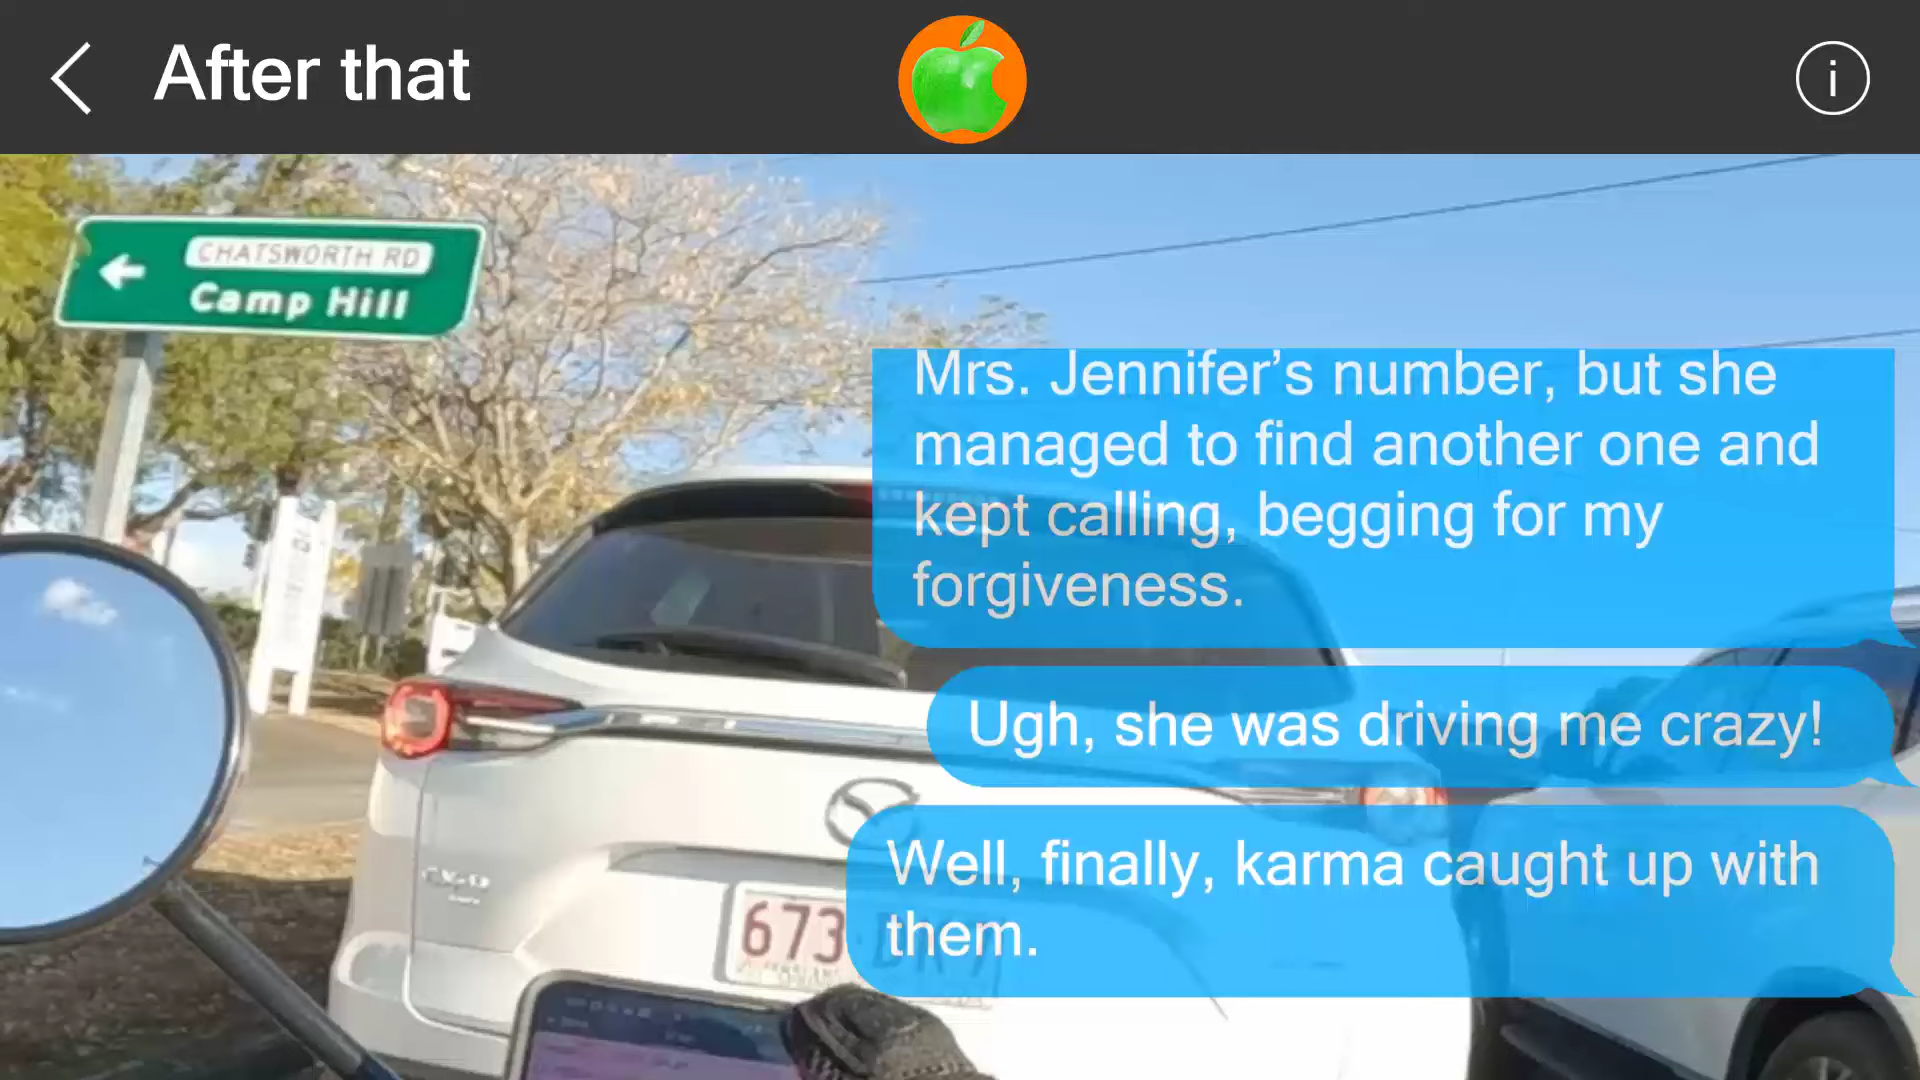 After that
CHATSWORTH RD
Camp Hill
Mrs. Jennifer’s number, but she
managed to find another one and
kept calling, begging for my
forgiveness.
Ugh, she was driving me crazy!
Well, finally, karma caught up with
them.
673